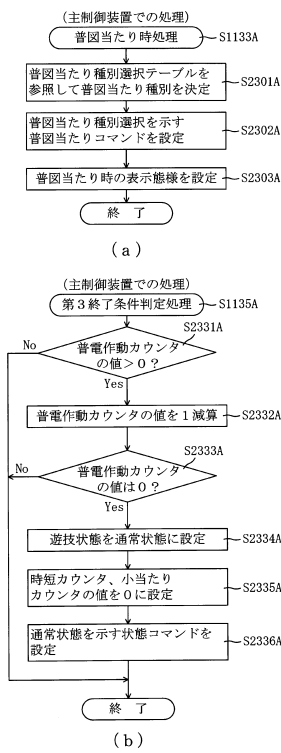 (主制御装置での処理)
普図当たり時処理
S1133A
普図当たり種別選択テーブルを
参照して普図当たり種別を決定
S2301A
普図当たり種別選択を示す
普図当たりコマンドを設定
S2302A
普図当たり時の表示態様を設定
S2303A
終 了
(a)
(主制御装置での処理)
第3終了条件判定処理
S1135A
S2331A
No
普電作動カウンタ
の値>0?
Yes
普電作動カウンタの値を1減算
S2332A
S2333A
No
普電作動カウンタ
の値は0?
Yes
遊技状態を通常状態に設定
S2334A
時短カウンタ、小当たり
カウンタの値を0に設定
S2335A
通常状態を示す状態コマンドを
設定
S2336A
終 了
(b)